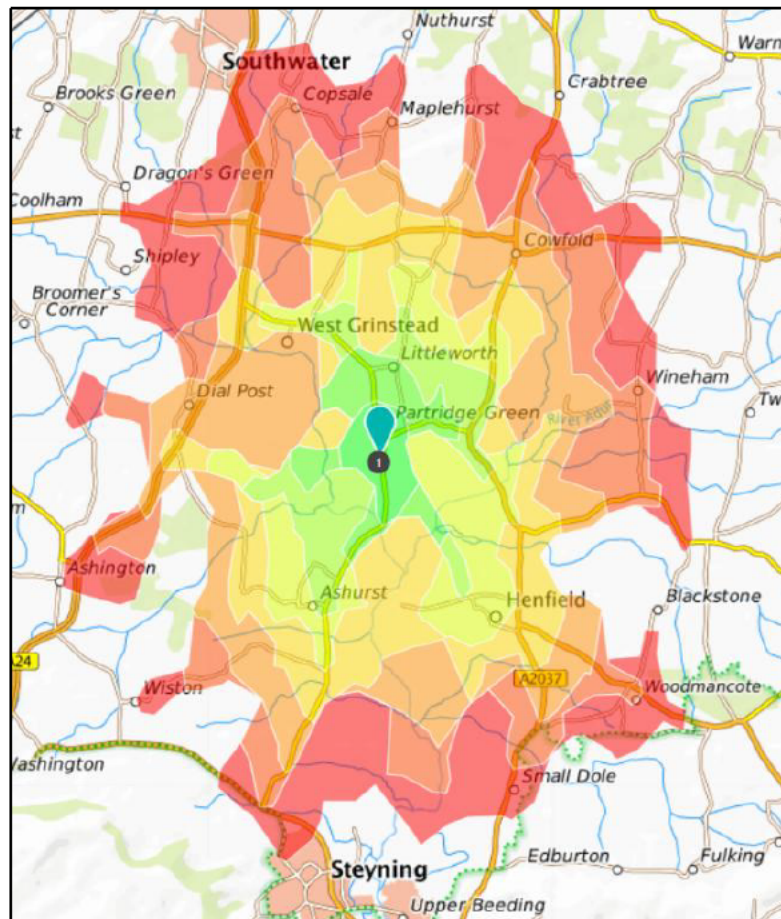 Nuthurst
Southwater
Warn
Brooks Green
Copsale
Crabtree
Maplehurst
st
Dragon's Green
Coolham
Cowfold
Shipley
Broomer's
Corner
West Grinstead
Littleworth
Wineham
Dial Post
Partridge Green
Tw
River Adur
1
m
Ashington
Ashurst
Henfield
Blackstone
A24
A2037
Wiston
Woodmancote
Washington
Small Dole
Steyning
Edburton
Fulking
Upper Beeding